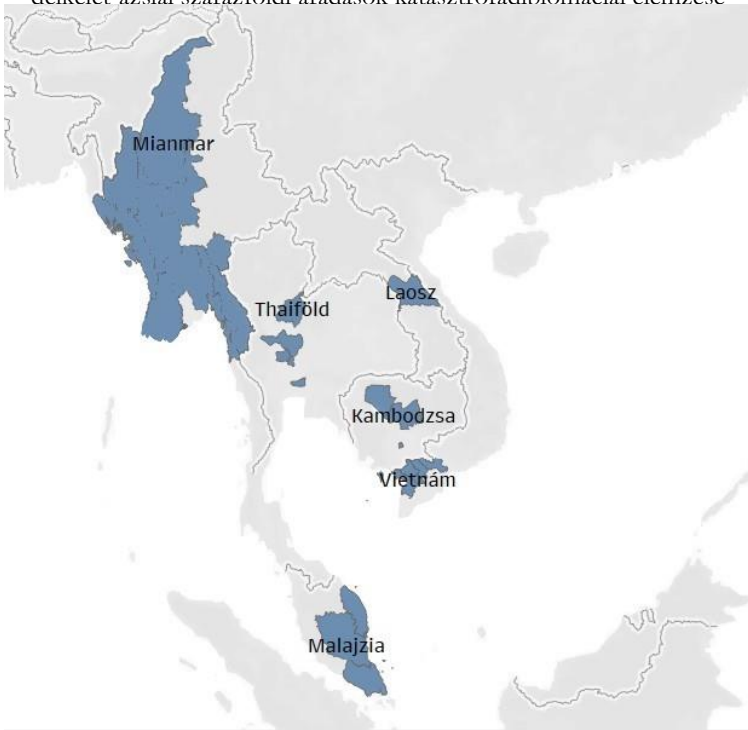 délkelet-ázsiai szárazföldi áradások katasztrófadiplomáciai elemzése
Mianmar
Laosz
Thaiföld
Kambodzsa
Vietnám
Malajzia